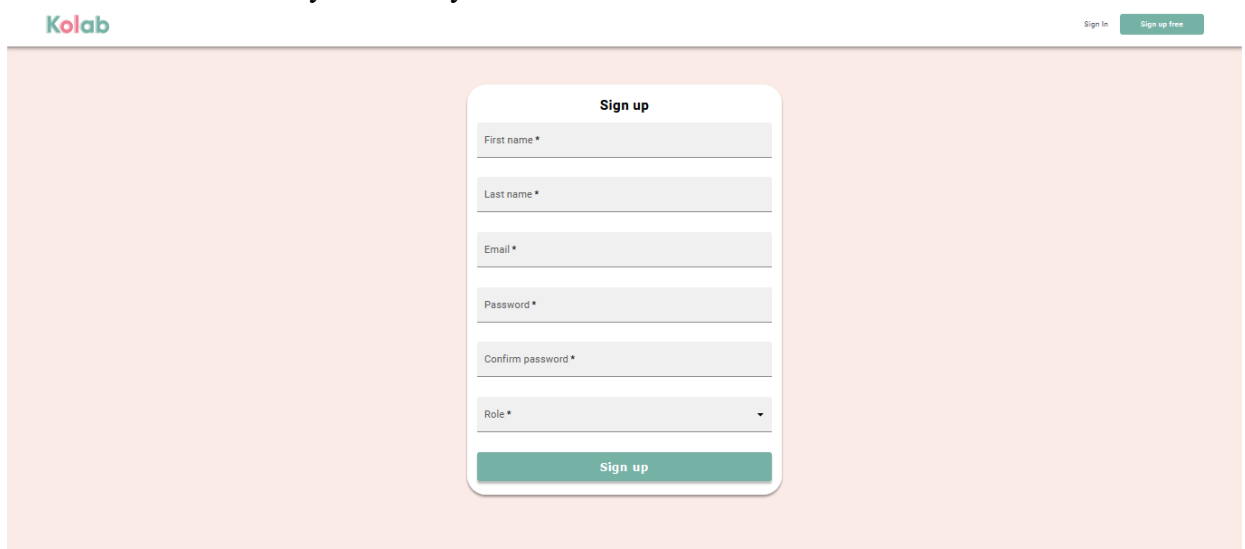 Kolab
Sign In
Sign up free
Sign up
First name *
Last name *
Email *
Password *
Confirm password *
Role *
Sign up